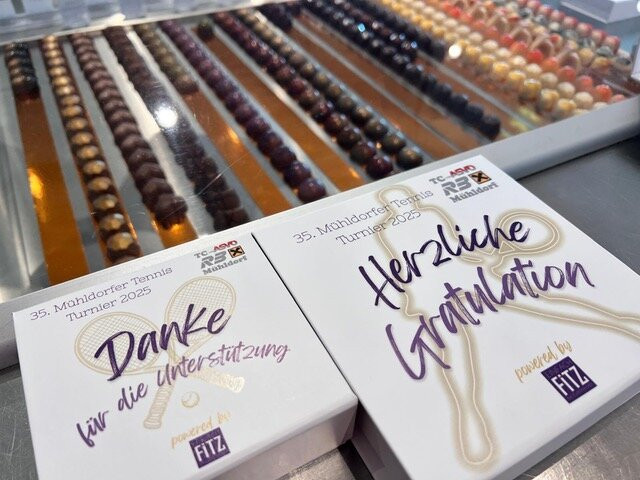 35. Mühldorfer Tennis
Turnier 2025
TC ASVÖ
RB
Mühldorf
Danke
für die Unterstützung
powered by
FiTZ
35. Mühldorfer Tennis
Turnier 2025
TC ASVÖ
RB
Mühldorf
Herzliche
Gratulation
powered by
FiTZ